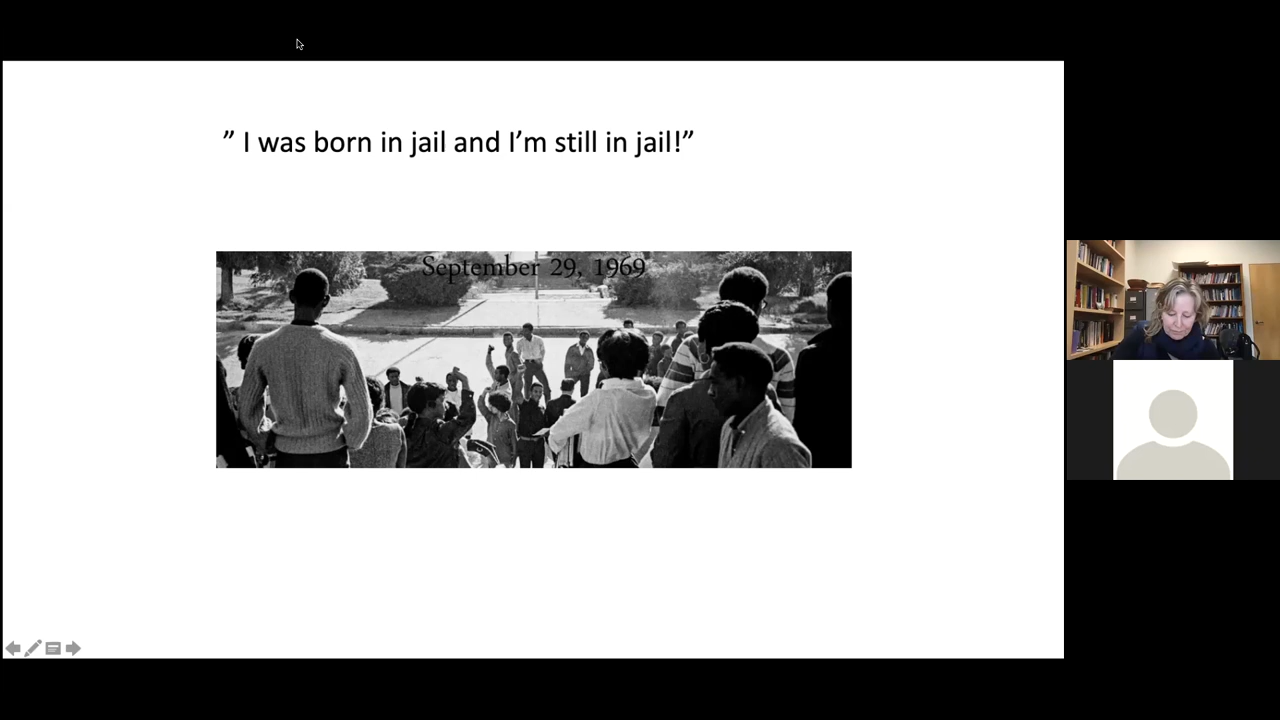 ” I was born in jail and I’m still in jail!”
September 29, 1969